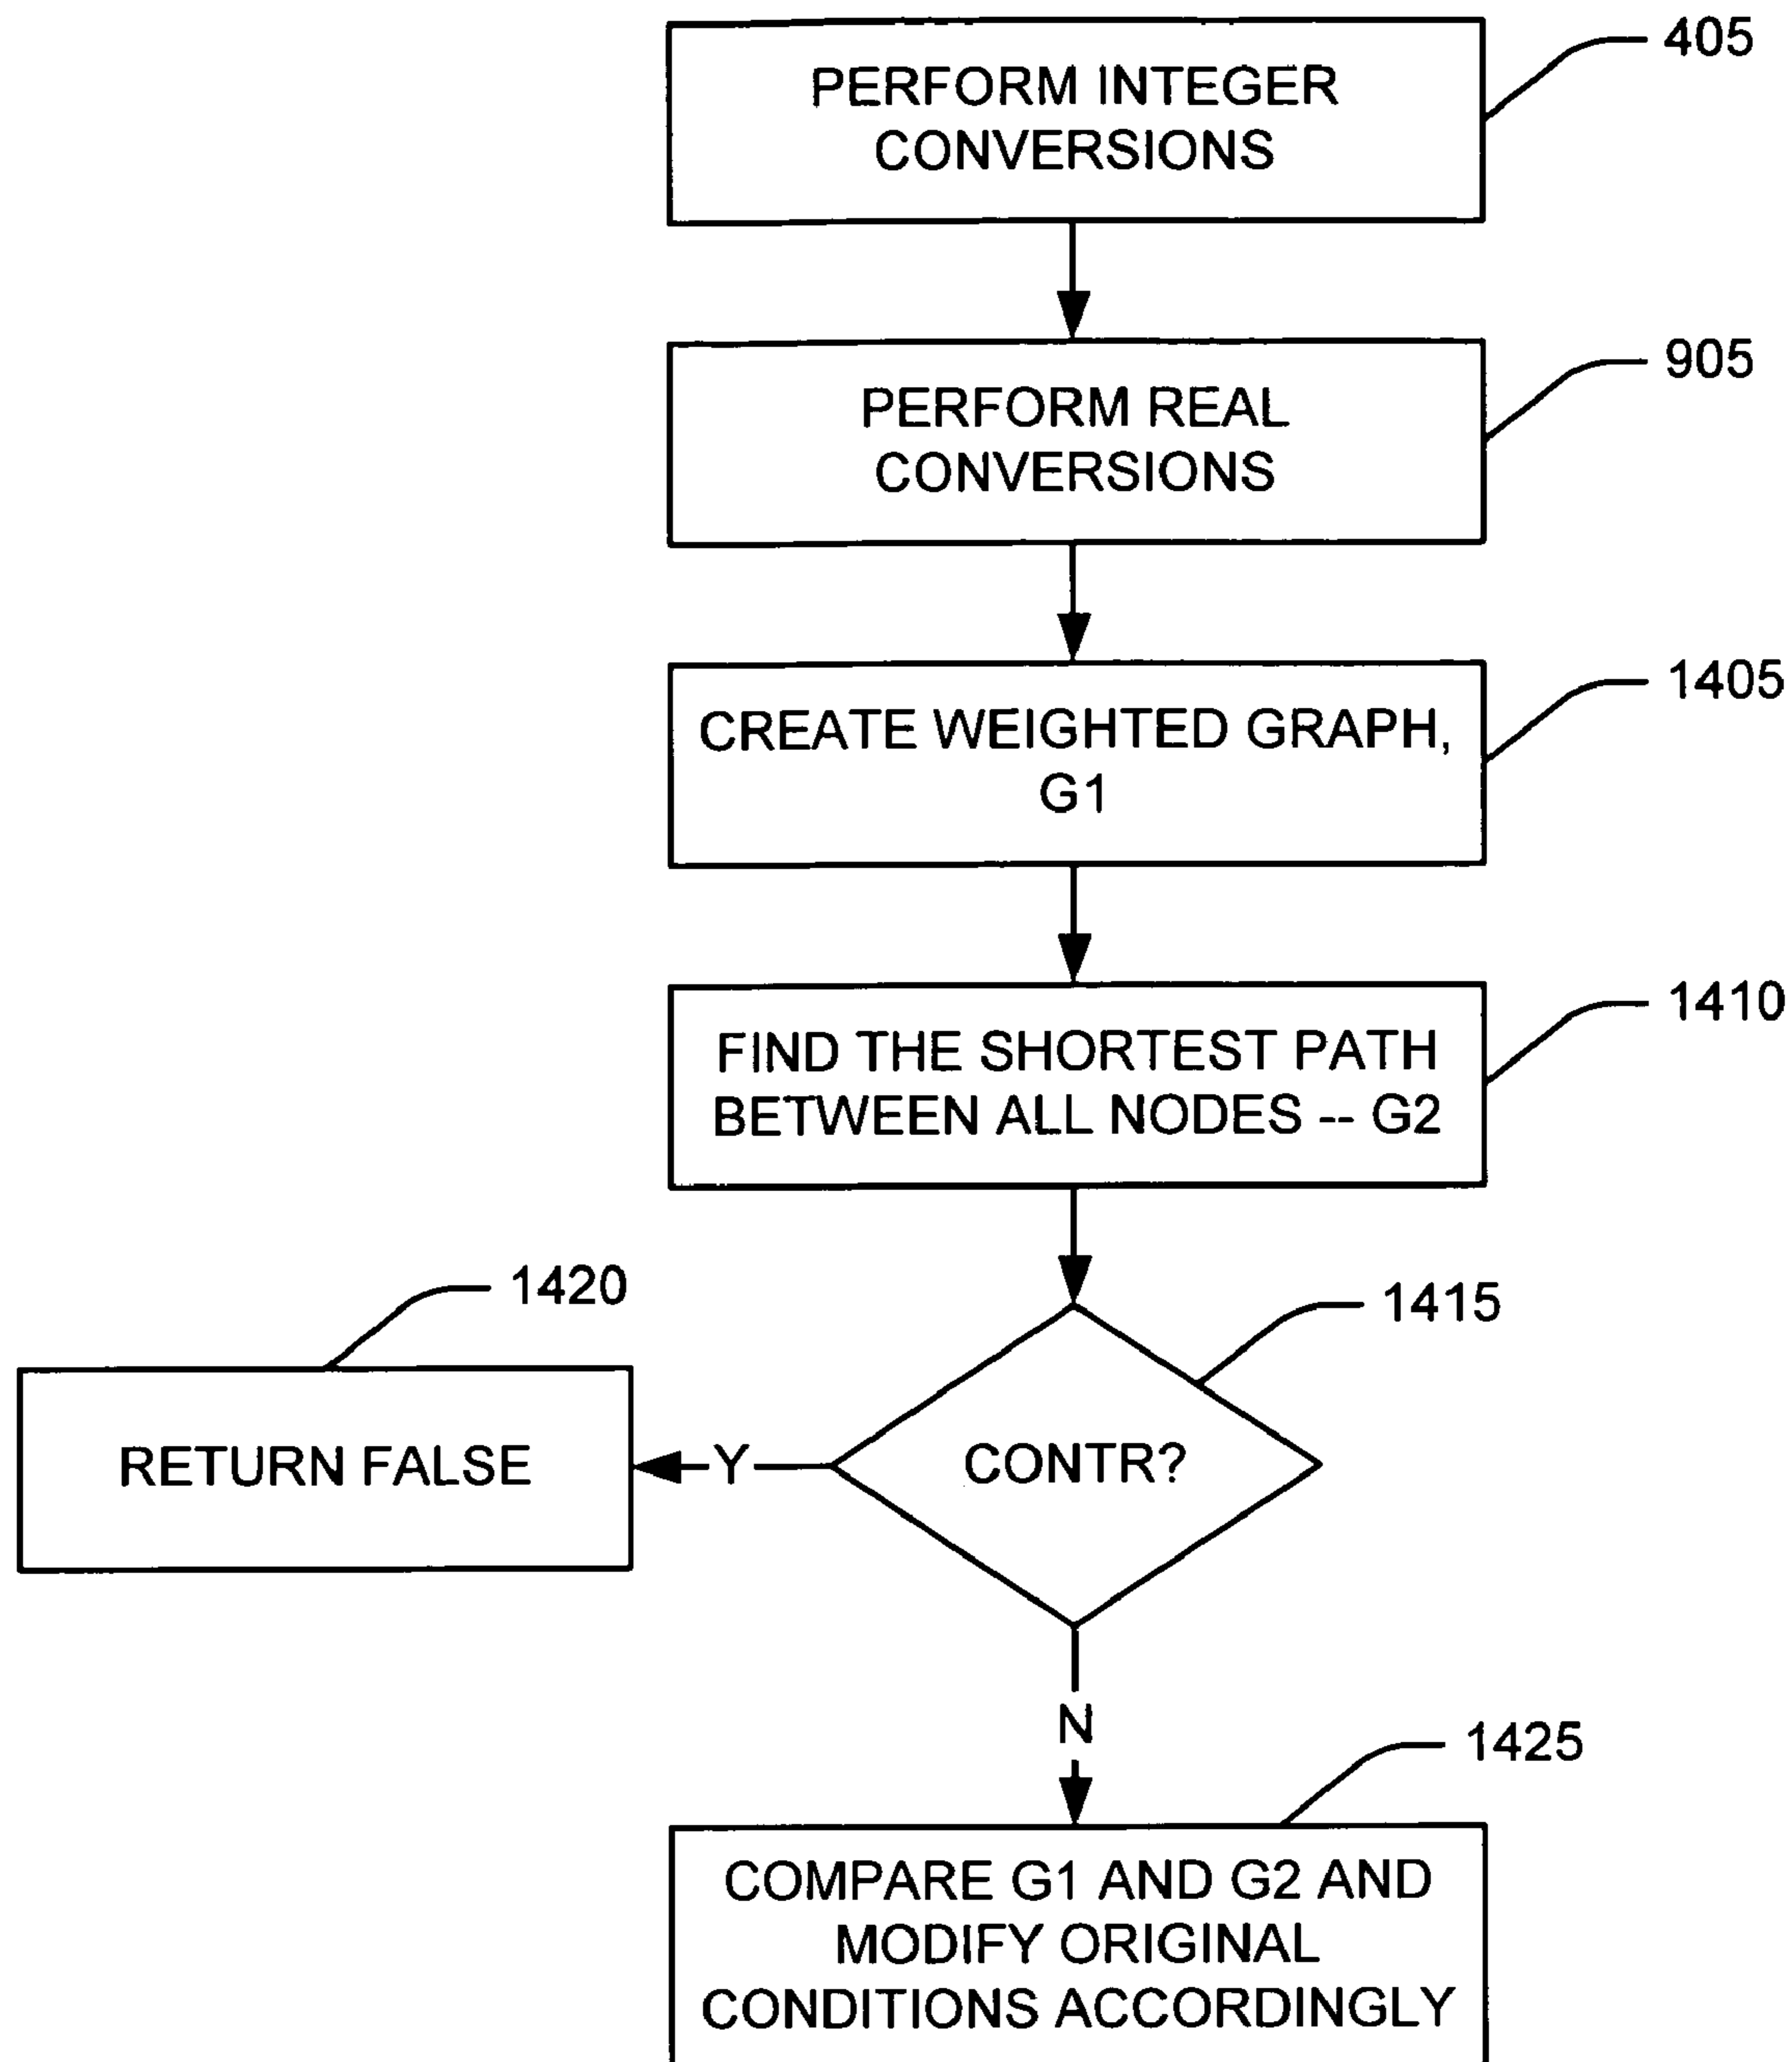 405
PERFORM INTEGER
CONVERSIONS
905
PERFORM REAL
CONVERSIONS
1405
CREATE WEIGHTED GRAPH,
G1
1410
FIND THE SHORTEST PATH
BETWEEN ALL NODES -- G2
1420
1415
RETURN FALSE
Y
CONTR?
N
1425
COMPARE G1 AND G2 AND
MODIFY ORIGINAL
CONDITIONS ACCORDINGLY